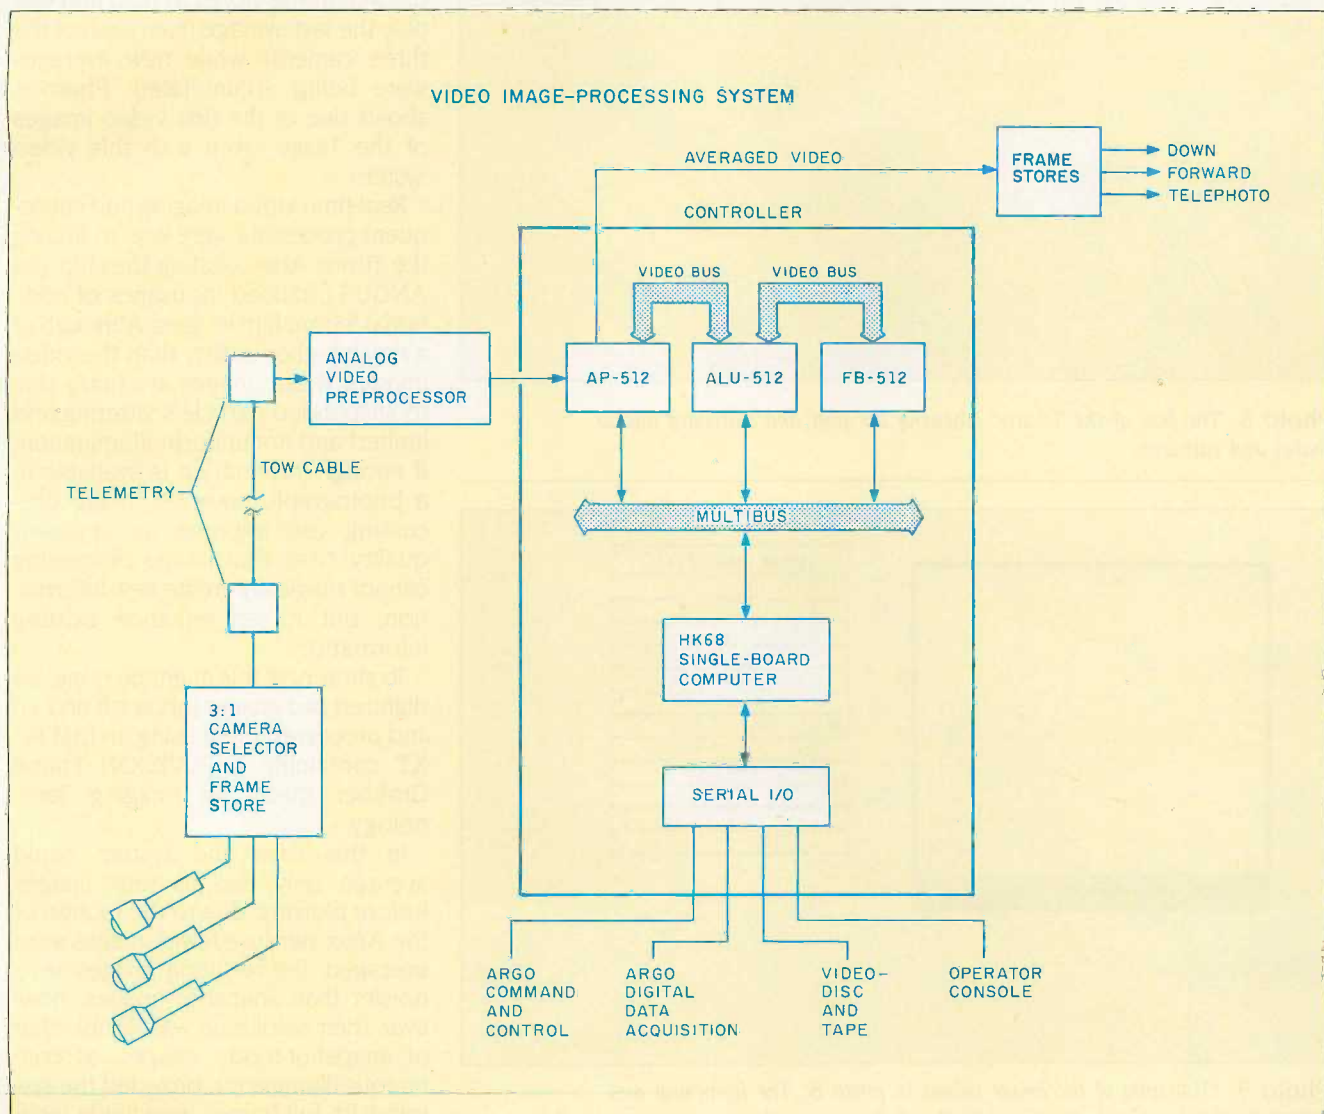 VIDEO IMAGE-PROCESSING SYSTEM
AVERAGED VIDEO
FRAME
STORES
DOWN
FORWARD
TELEPHOTO
CONTROLLER
VIDEO BUS
VIDEO BUS
ANALOG
VIDEO
PREPROCESSOR
AP-512
ALU-512
FB-512
TOW CABLE
TELEMETRY
MULTIBUS
HK68
SINGLE-BOARD
COMPUTER
3:1
CAMERA
SELECTOR
AND
FRAME
STORE
SERIAL I/O
ARGO
COMMAND
AND
CONTROL
ARGO
DIGITAL
DATA
ACQUISITION
VIDEO-
DISC
AND
TAPE
OPERATOR
CONSOLE